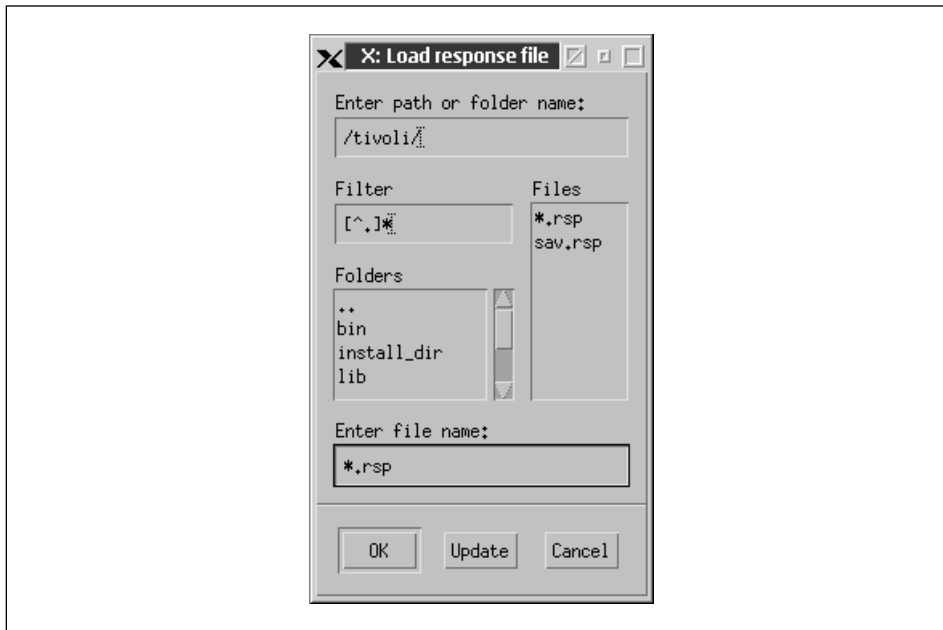 X: Load response file
Enter path or folder name:
/tivoli/
Filter
[^.]*
Files
*.rsp
sav.rsp
Folders
..
bin
install_dir
lib
Enter file name:
*.rsp
OK Update Cancel